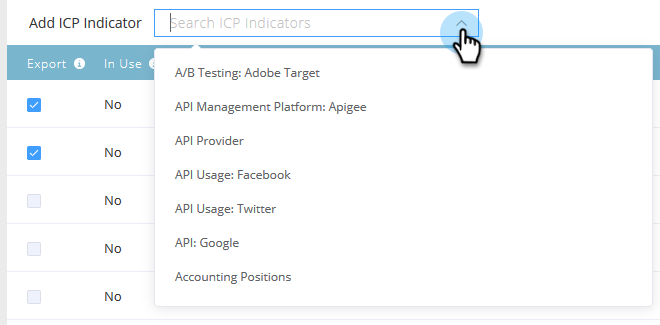 Add ICP Indicator Search ICP Indicators
Export In Use
A/B Testing: Adobe Target
No API Management Platform: Apigee
API Provider
No
API Usage: Facebook
No API Usage: Twitter
No API: Google
Accounting Positions
No